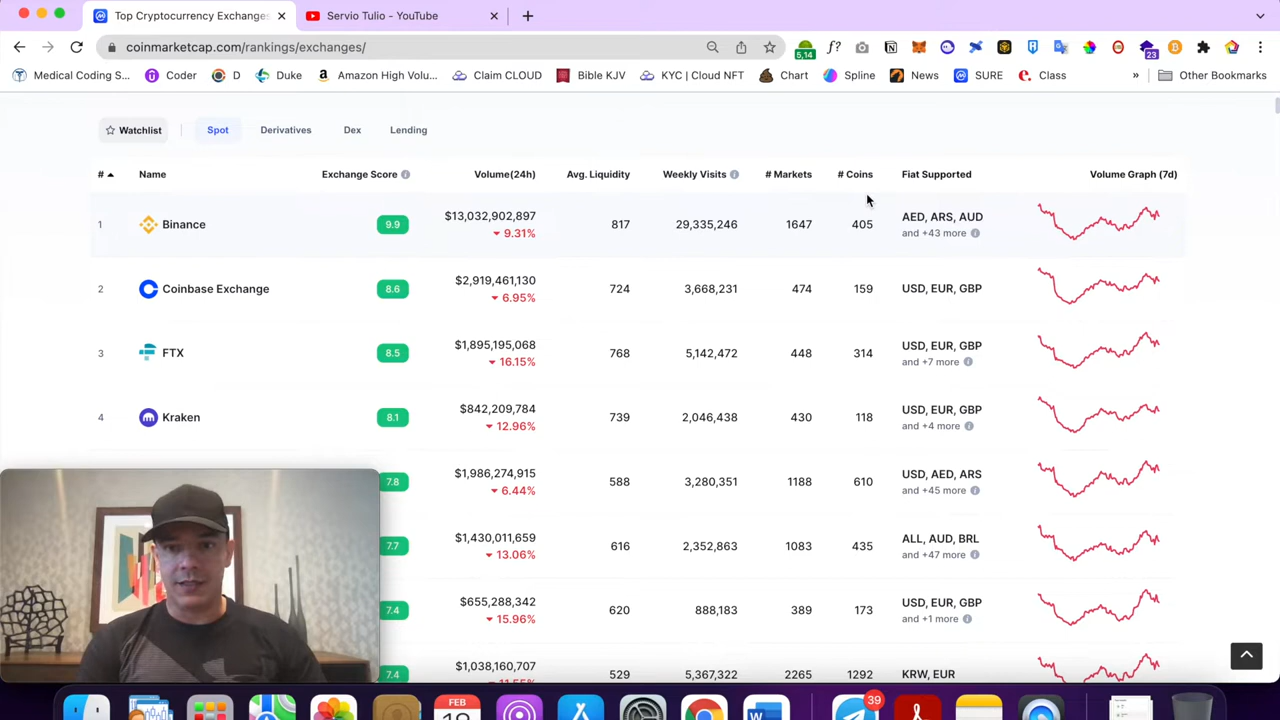 Top Cryptocurrency Exchanges
Servio Tulio - YouTube
coinmarketcap.com/rankings/exchanges/
5,14
23
Medical Coding S...
Coder
D
Duke
Amazon High Volu...
Claim CLOUD
Bible KJV
KYC | Cloud NFT
Chart
Spline
News
SURE
Class
»
Other Bookmarks
Watchlist
Spot
Derivatives
Dex
Lending
# Name Exchange Score Volume(24h) Avg. Liquidity Weekly Visits # Markets # Coins Fiat Supported Volume Graph (7d)
1 Binance 9.9 $13,032,902,897 817 29,335,246 1647 405 AED, ARS, AUD
9.31% and +43 more
2 Coinbase Exchange 8.6 $2,919,461,130 724 3,668,231 474 159 USD, EUR, GBP
6.95%
3 FTX 8.5 $1,895,195,068 768 5,142,472 448 314 USD, EUR, GBP
16.15% and +7 more
4 Kraken 8.1 $842,209,784 739 2,046,438 430 118 USD, EUR, GBP
12.96% and +4 more
7.8 $1,986,274,915 588 3,280,351 1188 610 USD, AED, ARS
6.44% and +45 more
7.7 $1,430,011,659 616 2,352,863 1083 435 ALL, AUD, BRL
13.06% and +47 more
7.4 $655,288,342 620 888,183 389 173 USD, EUR, GBP
15.96% and +1 more
7.4 $1,038,160,707 529 5,367,322 2265 1292 KRW, EUR
FEB
39